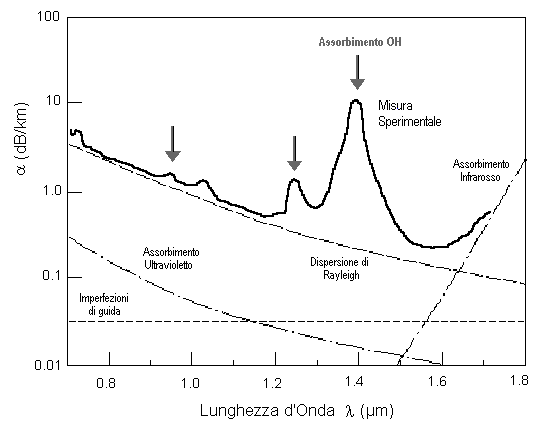 100
10
1.0
0.1
0.01
α (dB/km)
Assorbimento OH
Misura
Sperimentale
Assorbimento
Infrarosso
Assorbimento
Ultravioletto
Dispersione di
Rayleigh
Imperfezioni
di guida
0.8
1.0
1.2
1.4
1.6
1.8
Lunghezza d'Onda λ (µm)